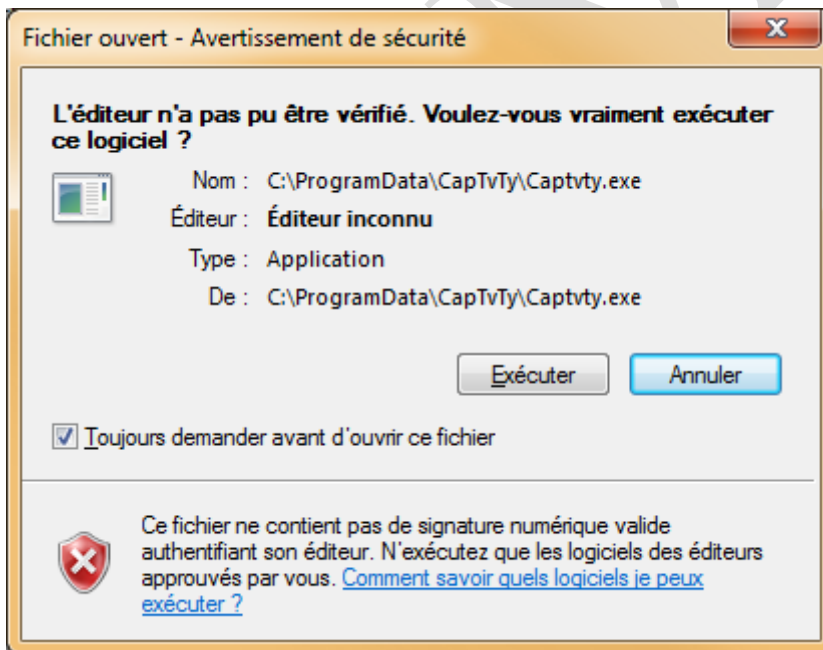 Fichier ouvert - Avertissement de sécurité
L'éditeur n'a pas pu être vérifié. Voulez-vous vraiment exécuter
ce logiciel ?
Nom : C:\ProgramData\CapTvTy\Captvty.exe
Éditeur : Éditeur inconnu
Type : Application
De : C:\ProgramData\CapTvTy\Captvty.exe
Exécuter Annuler
Toujours demander avant d'ouvrir ce fichier
Ce fichier ne contient pas de signature numérique valide
authentifiant son éditeur. N'exécutez que les logiciels des éditeurs
approuvés par vous. Comment savoir quels logiciels je peux
exécuter ?